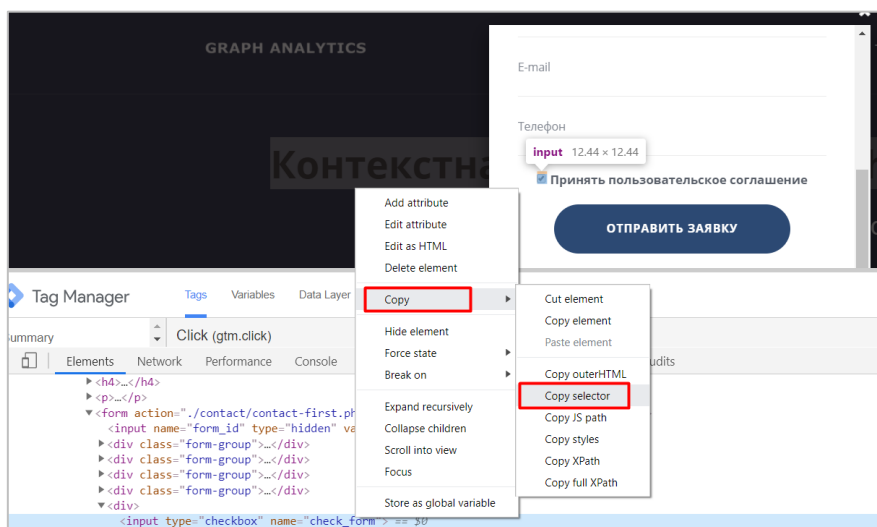 GRAPH ANALYTICS
E-mail
Телефон
input 12.44 × 12.44
Контекстна
Принять пользовательское соглашение
ОТПРАВИТЬ ЗАЯВКУ
Add attribute
Edit attribute
Edit as HTML
Delete element
Copy
Hide element
Force state
Break on
Expand recursively
Collapse children
Scroll into view
Focus
Store as global variable
Cut element
Copy element
Paste element
Copy outerHTML
Copy selector
Copy JS path
Copy styles
Copy XPath
Copy full XPath
Tag Manager
Tags Variables Data Layer
ummary
Click (gtm.click)
Elements Network Performance Console
udits
<h4>…</h4>
<p>…</p>
<form action="./contact/contact-first.ph
<input name="form_id" type="hidden" va
<div class="form-group">…</div>
<div class="form-group">…</div>
<div class="form-group">…</div>
<div class="form-group">…</div>
<div>
<input type="checkbox" name="check_form"> == $0